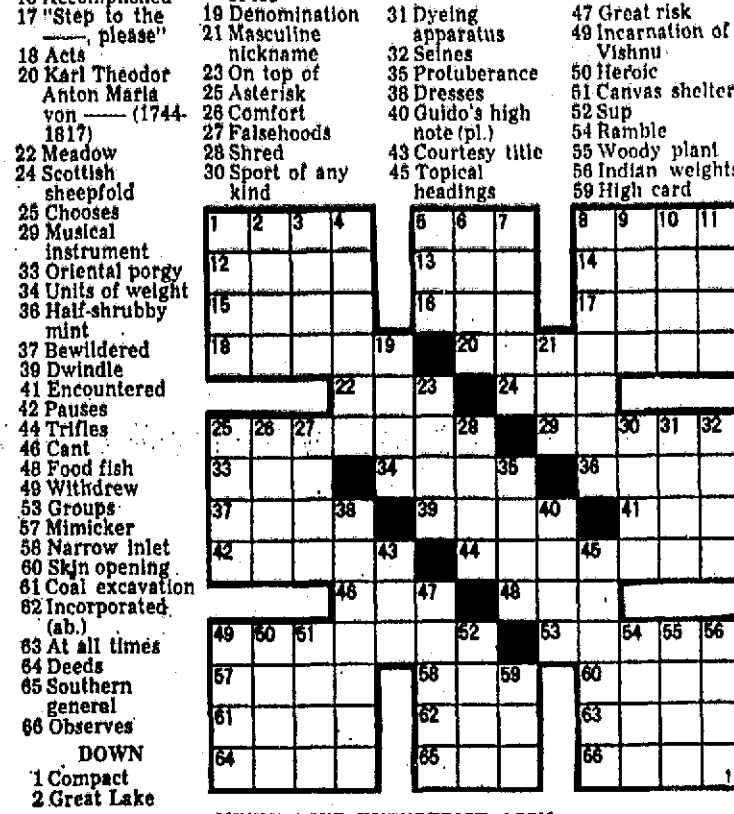 17 "Step to the
——, please"
18 Acts
20 Karl Theodor
Anton Maria
von —— (1744-
1817)
22 Meadow
24 Scottish
sheepfold
25 Chooses
29 Musical
instrument
33 Oriental porgy
34 Units of weight
36 Half-shrubby
mint
37 Bewildered
39 Dwindle
41 Encountered
42 Pauses
44 Trifles
46 Cant
48 Food fish
49 Withdrew
53 Groups
57 Mimicker
58 Narrow inlet
60 Skin opening
61 Coal excavation
62 Incorporated
(ab.)
63 At all times
64 Deeds
65 Southern
general
66 Observes
DOWN
1 Compact
2 Great Lake
19 Denomination
21 Masculine
nickname
23 On top of
25 Asterisk
26 Comfort
27 Falsehoods
28 Shred
30 Sport of any
kind
31 Dyeing
apparatus
32 Seines
35 Protuberance
38 Dresses
40 Guido's high
note (pl.)
43 Courtesy title
45 Topical
headings
47 Great risk
49 Incarnation of
Vishnu
50 Heroic
51 Canvas shelter
52 Sup
54 Ramble
55 Woody plant
56 Indian weights
59 High card
1 2 3 4 5 6 7 8 9 10 11
12 13 14
15 16 17
18 19 20 21
22 23 24
25 26 27 28 29 30 31 32
33 34 35 36
37 38 39 40 41
42 43 44 45
46 47 48
49 50 51 52 53 54 55 56
57 58 59 60
61 62 63
64 65 66